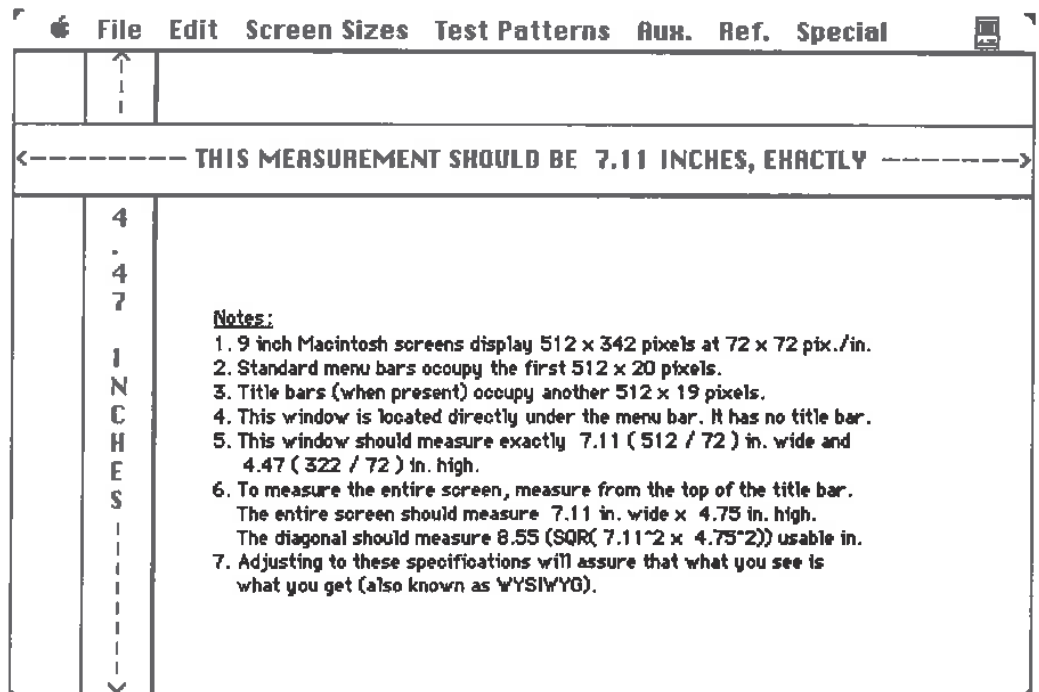 File Edit Screen Sizes Test Patterns Aux. Ref. Special
<--------- THIS MEASUREMENT SHOULD BE 7.11 INCHES, EXACTLY ------->
4.47 INCHES
Notes:
1. 9 inch Macintosh screens display 512 x 342 pixels at 72 x 72 pix./in.
2. Standard menu bars occupy the first 512 x 20 pixels.
3. Title bars (when present) occupy another 512 x 19 pixels.
4. This window is located directly under the menu bar. It has no title bar.
5. This window should measure exactly 7.11 ( 512 / 72 ) in. wide and
4.47 ( 322 / 72 ) in. high.
6. To measure the entire screen, measure from the top of the title bar.
The entire screen should measure 7.11 in. wide x 4.75 in. high.
The diagonal should measure 8.55 (SQR( 7.11^2 x 4.75^2)) usable in.
7. Adjusting to these specifications will assure that what you see is
what you get (also known as WYSIWYG).